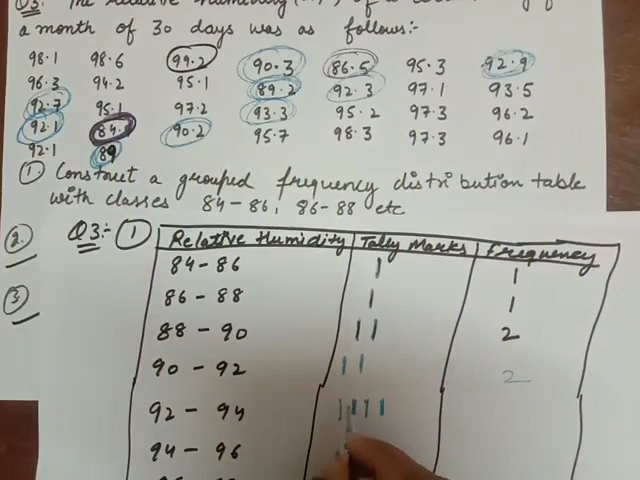 Q3:- The Relative Humidity
a month of 30 days was as follows:-
98.1 98.6 99.2 90.3 86.5 95.3 92.9
96.3 94.2 95.1 89.2 92.3 97.1 93.5
92.7 95.1 97.2 93.3 95.2 97.3 96.2
92.1 84. 90.2 95.7 98.3 97.3 96.1
92.1 89
① Construct a grouped frequency distribution table
with classes 84-86, 86-88 etc
2. Q3:- ① Relative Humidity Tally Marks Frequency
84-86 | 1
3. 86-88 | 1
88-90 || 2
90-92 || 2
92-94 ||||
94-96